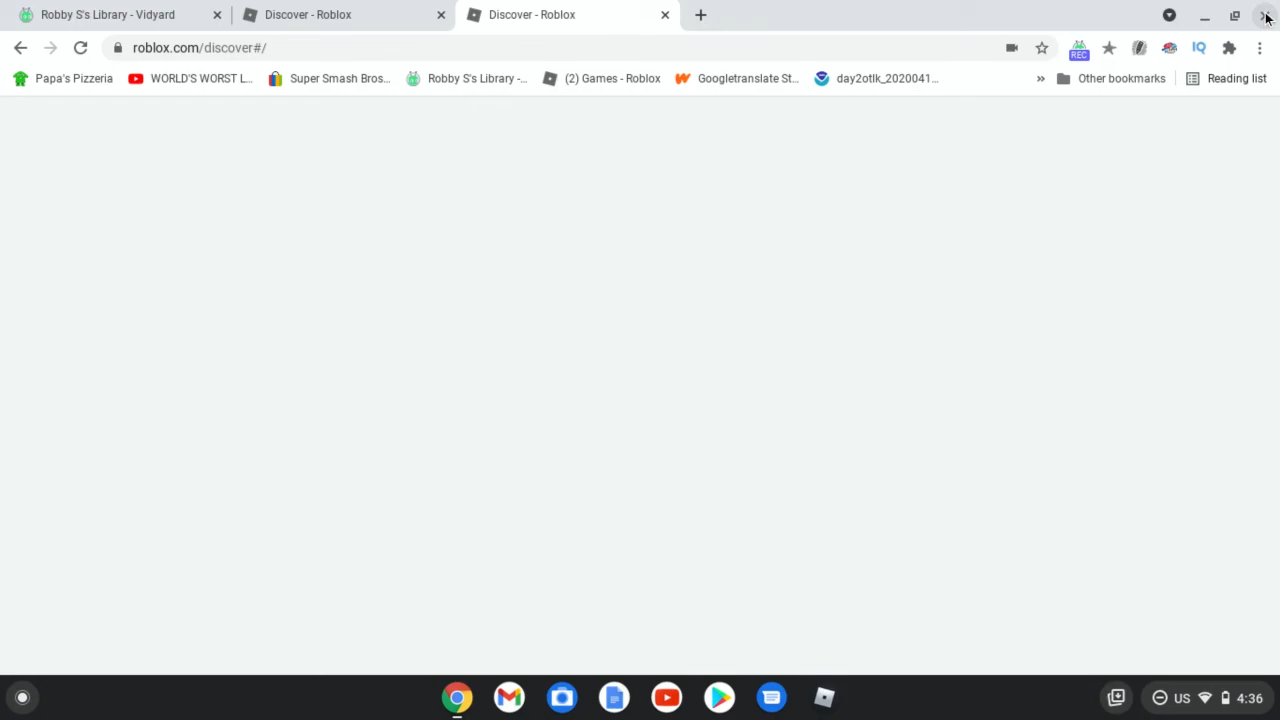 Robby S's Library - Vidyard
Discover - Roblox
Discover - Roblox
roblox.com/discover#/
REC
IQ
Papa's Pizzeria
WORLD'S WORST L...
Super Smash Bros...
Robby S's Library -...
(2) Games - Roblox
Googletranslate St...
day2otlk_2020041...
»
Other bookmarks
Reading list
US
4:36